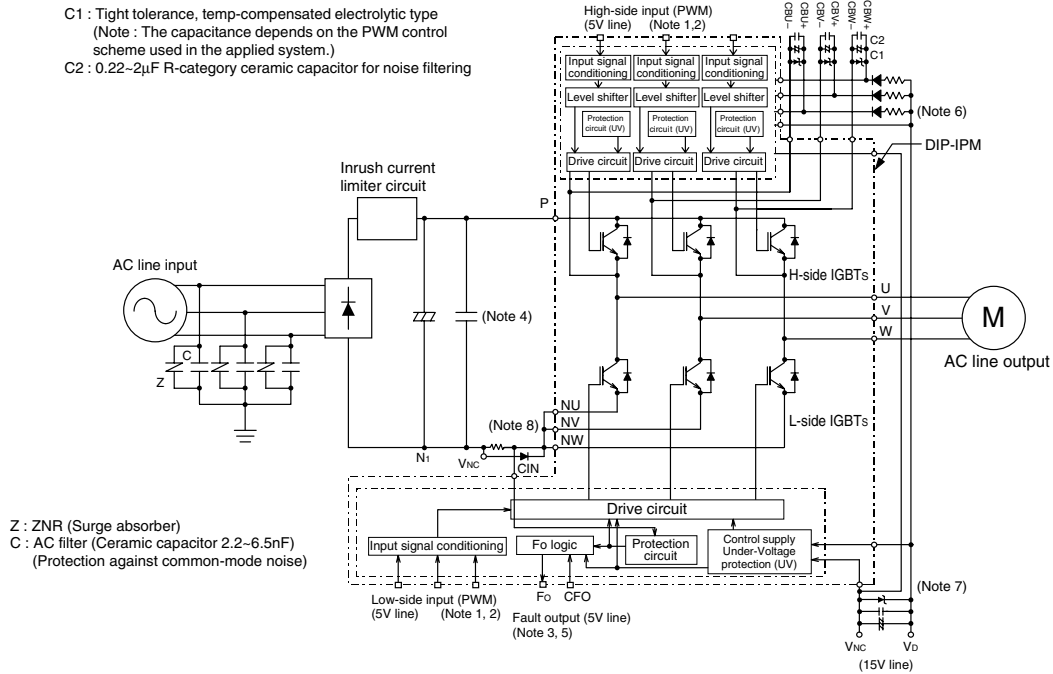 C1 : Tight tolerance, temp-compensated electrolytic type
(Note : The capacitance depends on the PWM control
scheme used in the applied system.)
C2 : 0.22~2μF R-category ceramic capacitor for noise filtering
High-side input (PWM)
(5V line) (Note 1,2)
CBU–
CBU+
CBV–
CBV+
CBW–
CBW+
C2
C1
Input signal
conditioning
Input signal
conditioning
Input signal
conditioning
Level shifter
Level shifter
Level shifter
Protection
circuit (UV)
Protection
circuit (UV)
Protection
circuit (UV)
Drive circuit
Drive circuit
Drive circuit
(Note 6)
DIP-IPM
Inrush current
limiter circuit
P
AC line input
H-side IGBTs
U
V
W
M
AC line output
(Note 4)
C
Z
NU
NV
NW
(Note 8)
L-side IGBTs
N1
VNC
CIN
Z : ZNR (Surge absorber)
C : AC filter (Ceramic capacitor 2.2~6.5nF)
(Protection against common-mode noise)
Drive circuit
Input signal conditioning
Fo logic
Protection
circuit
Control supply
Under-Voltage
protection (UV)
Low-side input (PWM)
(5V line) (Note 1, 2)
FO
CFO
Fault output (5V line)
(Note 3, 5)
(Note 7)
VNC
VD
(15V line)